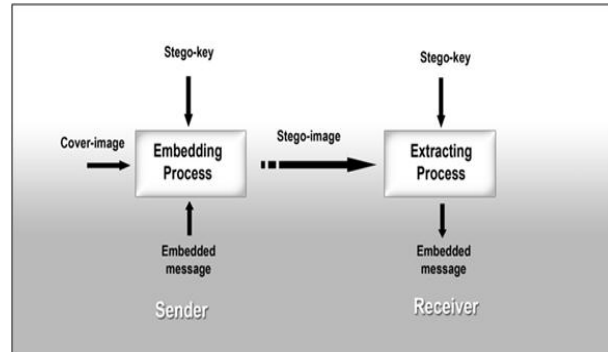 Stego-key
Stego-key
Cover-image
Embedding
Process
Stego-image
Extracting
Process
Embedded
message
Embedded
message
Sender
Receiver